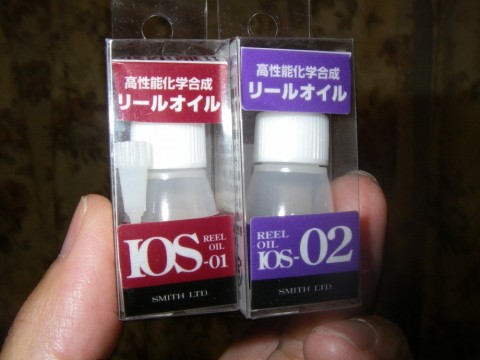 高性能化学合成
リールオイル
IOS REEL
OIL
-01
SMITH LTD.
高性能化学合成
リールオイル
REEL
OIL
IOS-02
SMITH LTD.